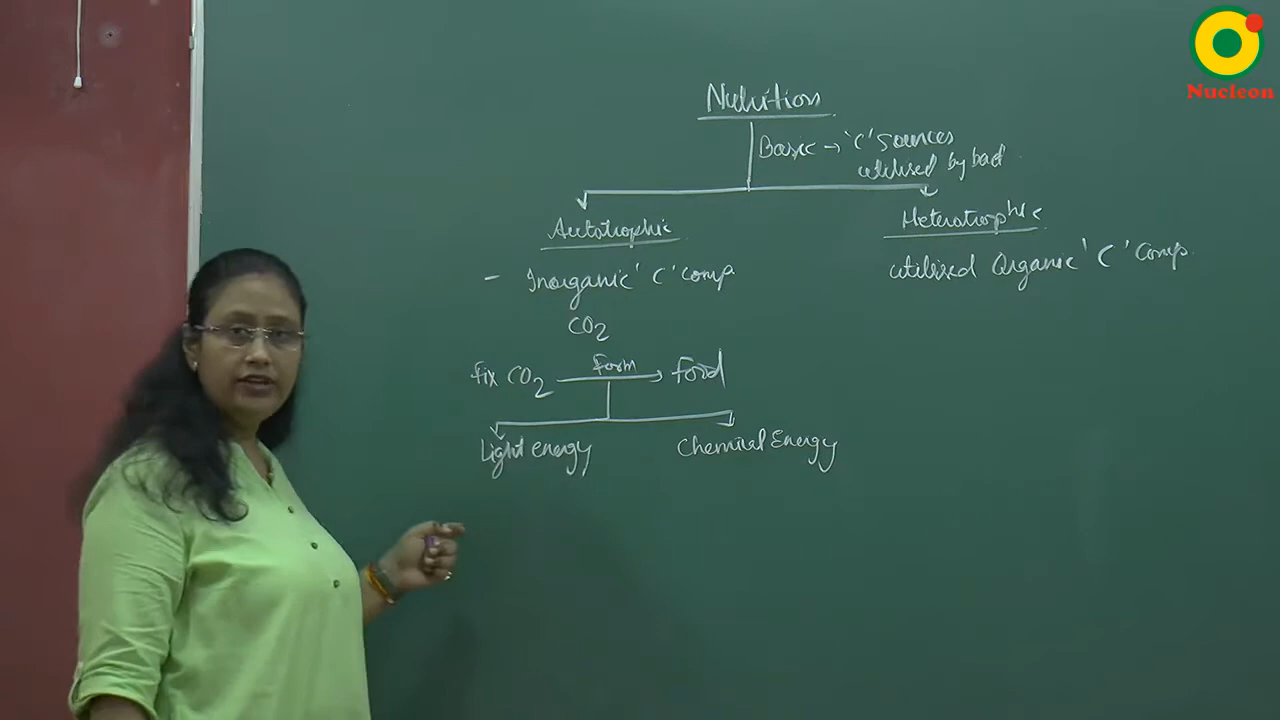 Nucleon
Nutrition
Basic → 'C' Sources
utilised by bact
Autotrophic
Heterotrophic
- Inorganic 'C' Comp
utilised Organic 'C' Comp.
CO2
fix CO2 Form Food
Light energy
Chemical Energy